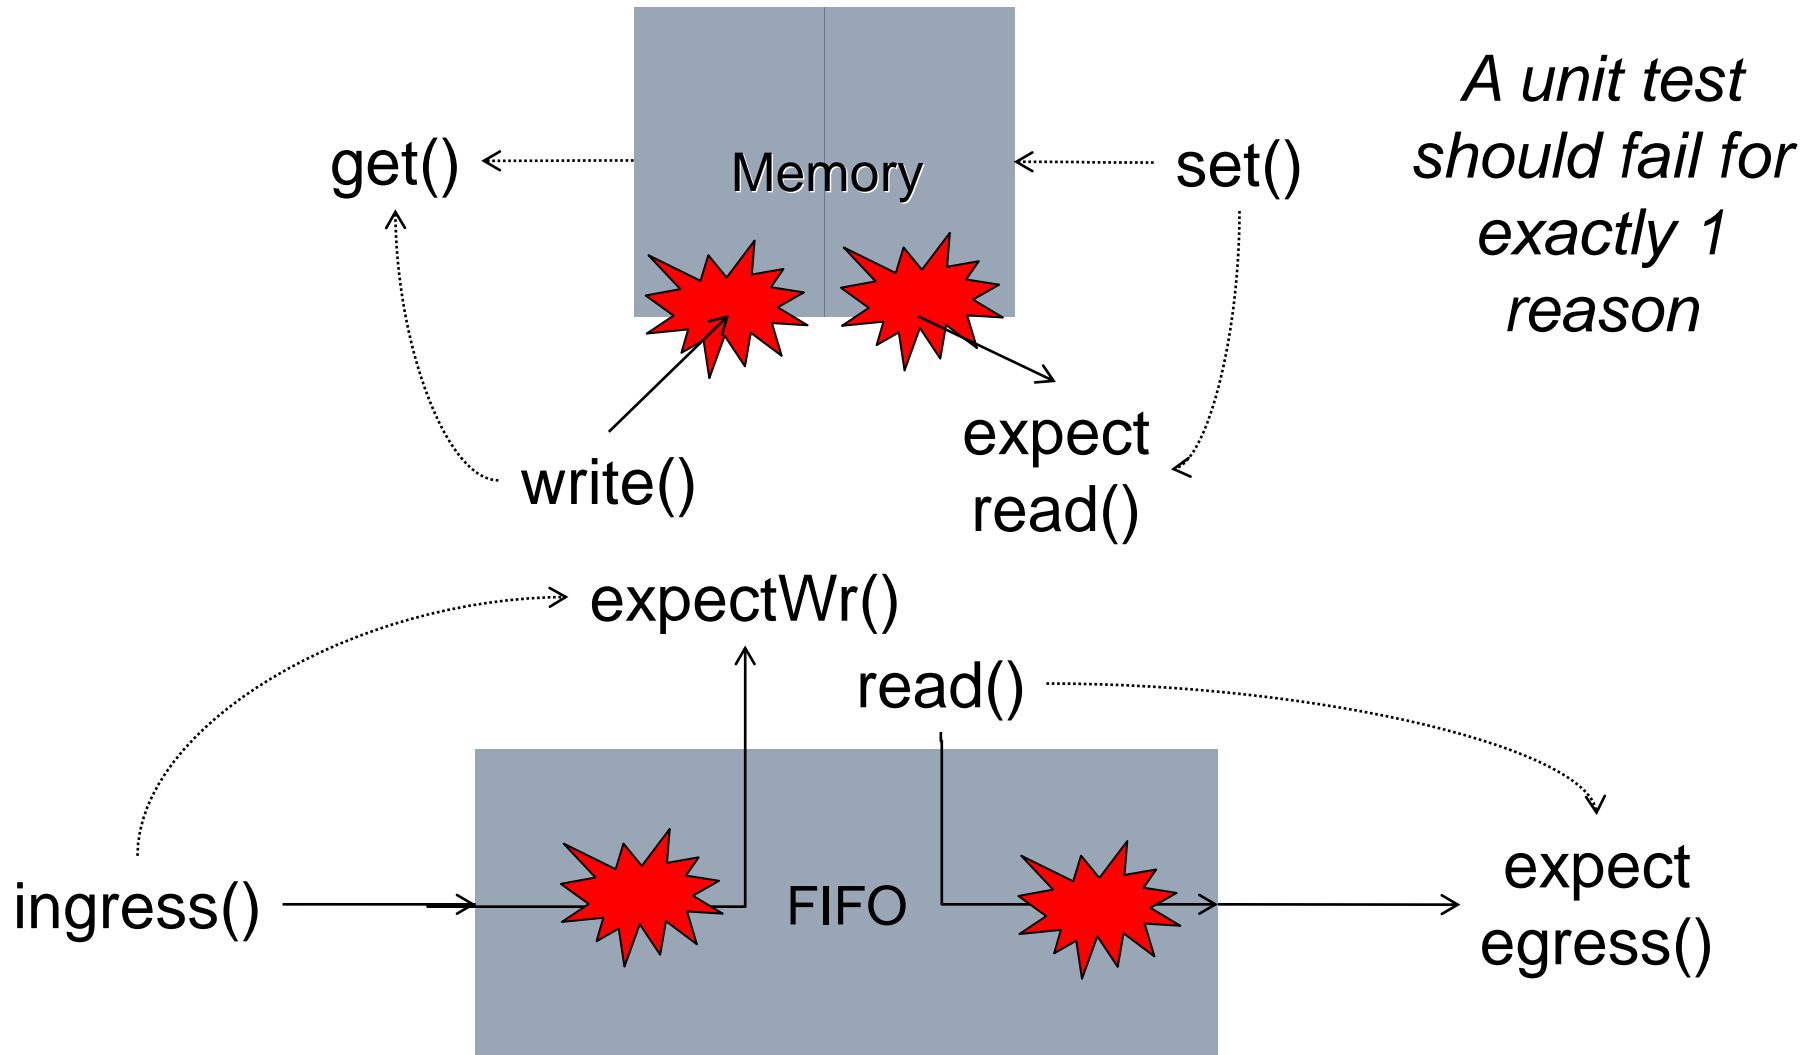 A unit test
should fail for
exactly 1
reason
get()
Memory
set()
write()
expect
read()
expectWr()
read()
ingress()
FIFO
expect
egress()